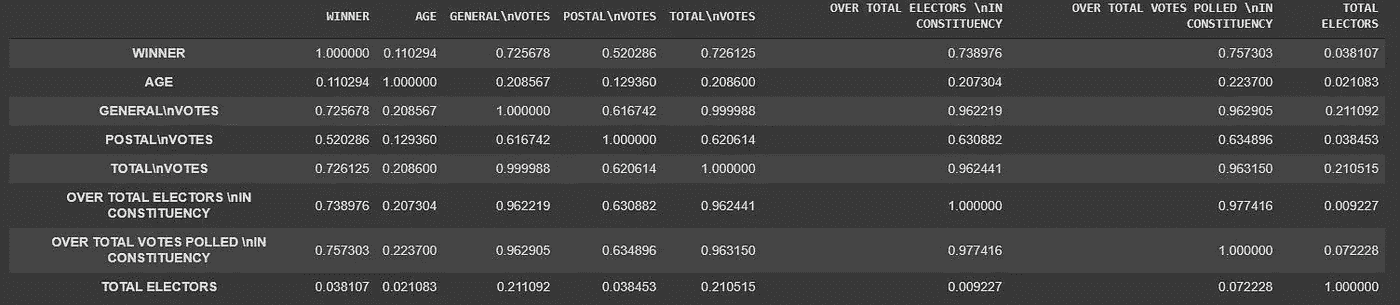 WINNER AGE GENERAL\nVOTES POSTAL\nVOTES TOTAL\nVOTES OVER TOTAL ELECTORS \nIN CONSTITUENCY OVER TOTAL VOTES POLLED \nIN CONSTITUENCY TOTAL ELECTORS
WINNER 1.000000 0.110294 0.725678 0.520286 0.726125 0.738976 0.757303 0.038107
AGE 0.110294 1.000000 0.208567 0.129360 0.208600 0.207304 0.223700 0.021083
GENERAL\nVOTES 0.725678 0.208567 1.000000 0.616742 0.999988 0.962219 0.962905 0.211092
POSTAL\nVOTES 0.520286 0.129360 0.616742 1.000000 0.620614 0.630882 0.634896 0.038453
TOTAL\nVOTES 0.726125 0.208600 0.999988 0.620614 1.000000 0.962441 0.963150 0.210515
OVER TOTAL ELECTORS \nIN CONSTITUENCY 0.738976 0.207304 0.962219 0.630882 0.962441 1.000000 0.977416 0.009227
OVER TOTAL VOTES POLLED \nIN CONSTITUENCY 0.757303 0.223700 0.962905 0.634896 0.963150 0.977416 1.000000 0.072228
TOTAL ELECTORS 0.038107 0.021083 0.211092 0.038453 0.210515 0.009227 0.072228 1.000000